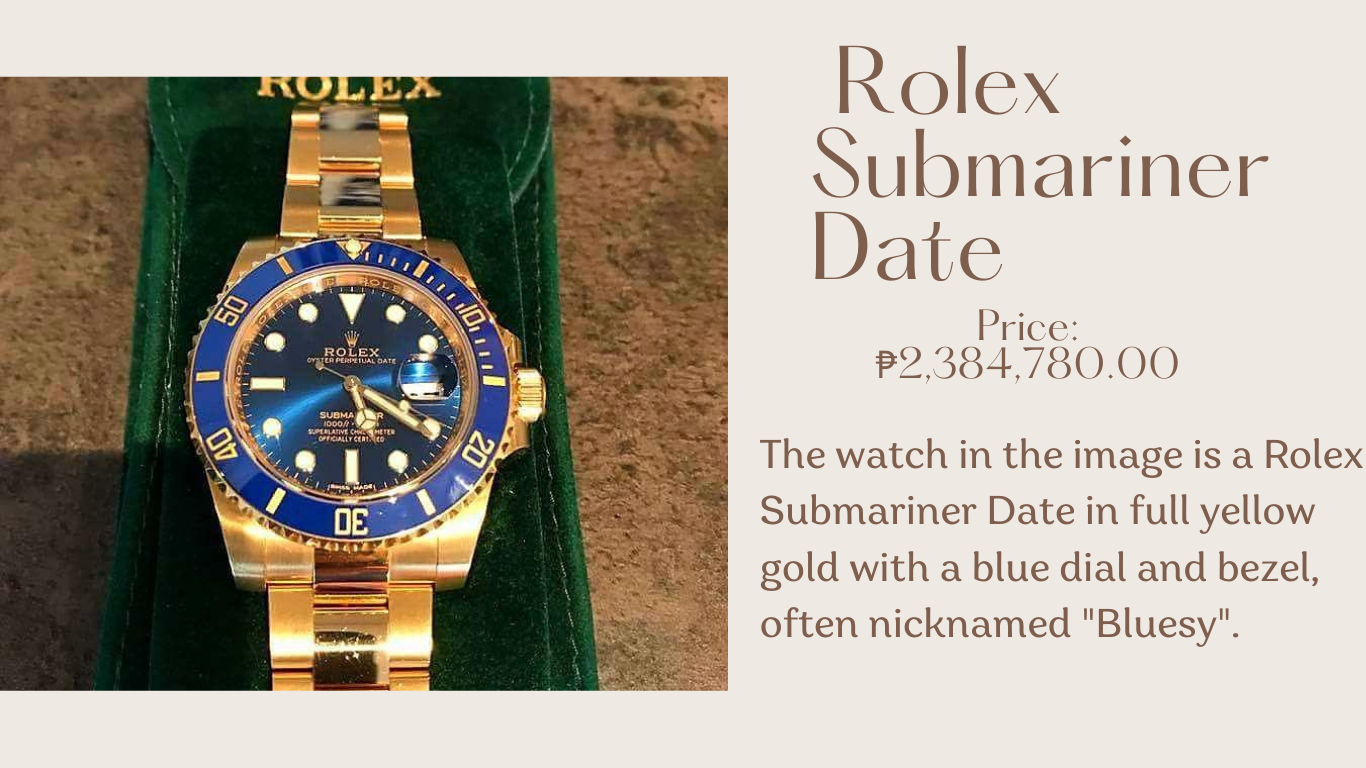 ROLEX
ROLEX
OYSTER PERPETUAL DATE
SUPERLATIVE
OFFICIALLY
SWISS MADE
10
20
30
40
50
Rolex
Submariner
Date
Price:
₱2,384,780.00
The watch in the image is a Rolex
Submariner Date in full yellow
gold with a blue dial and bezel,
often nicknamed "Bluesy".